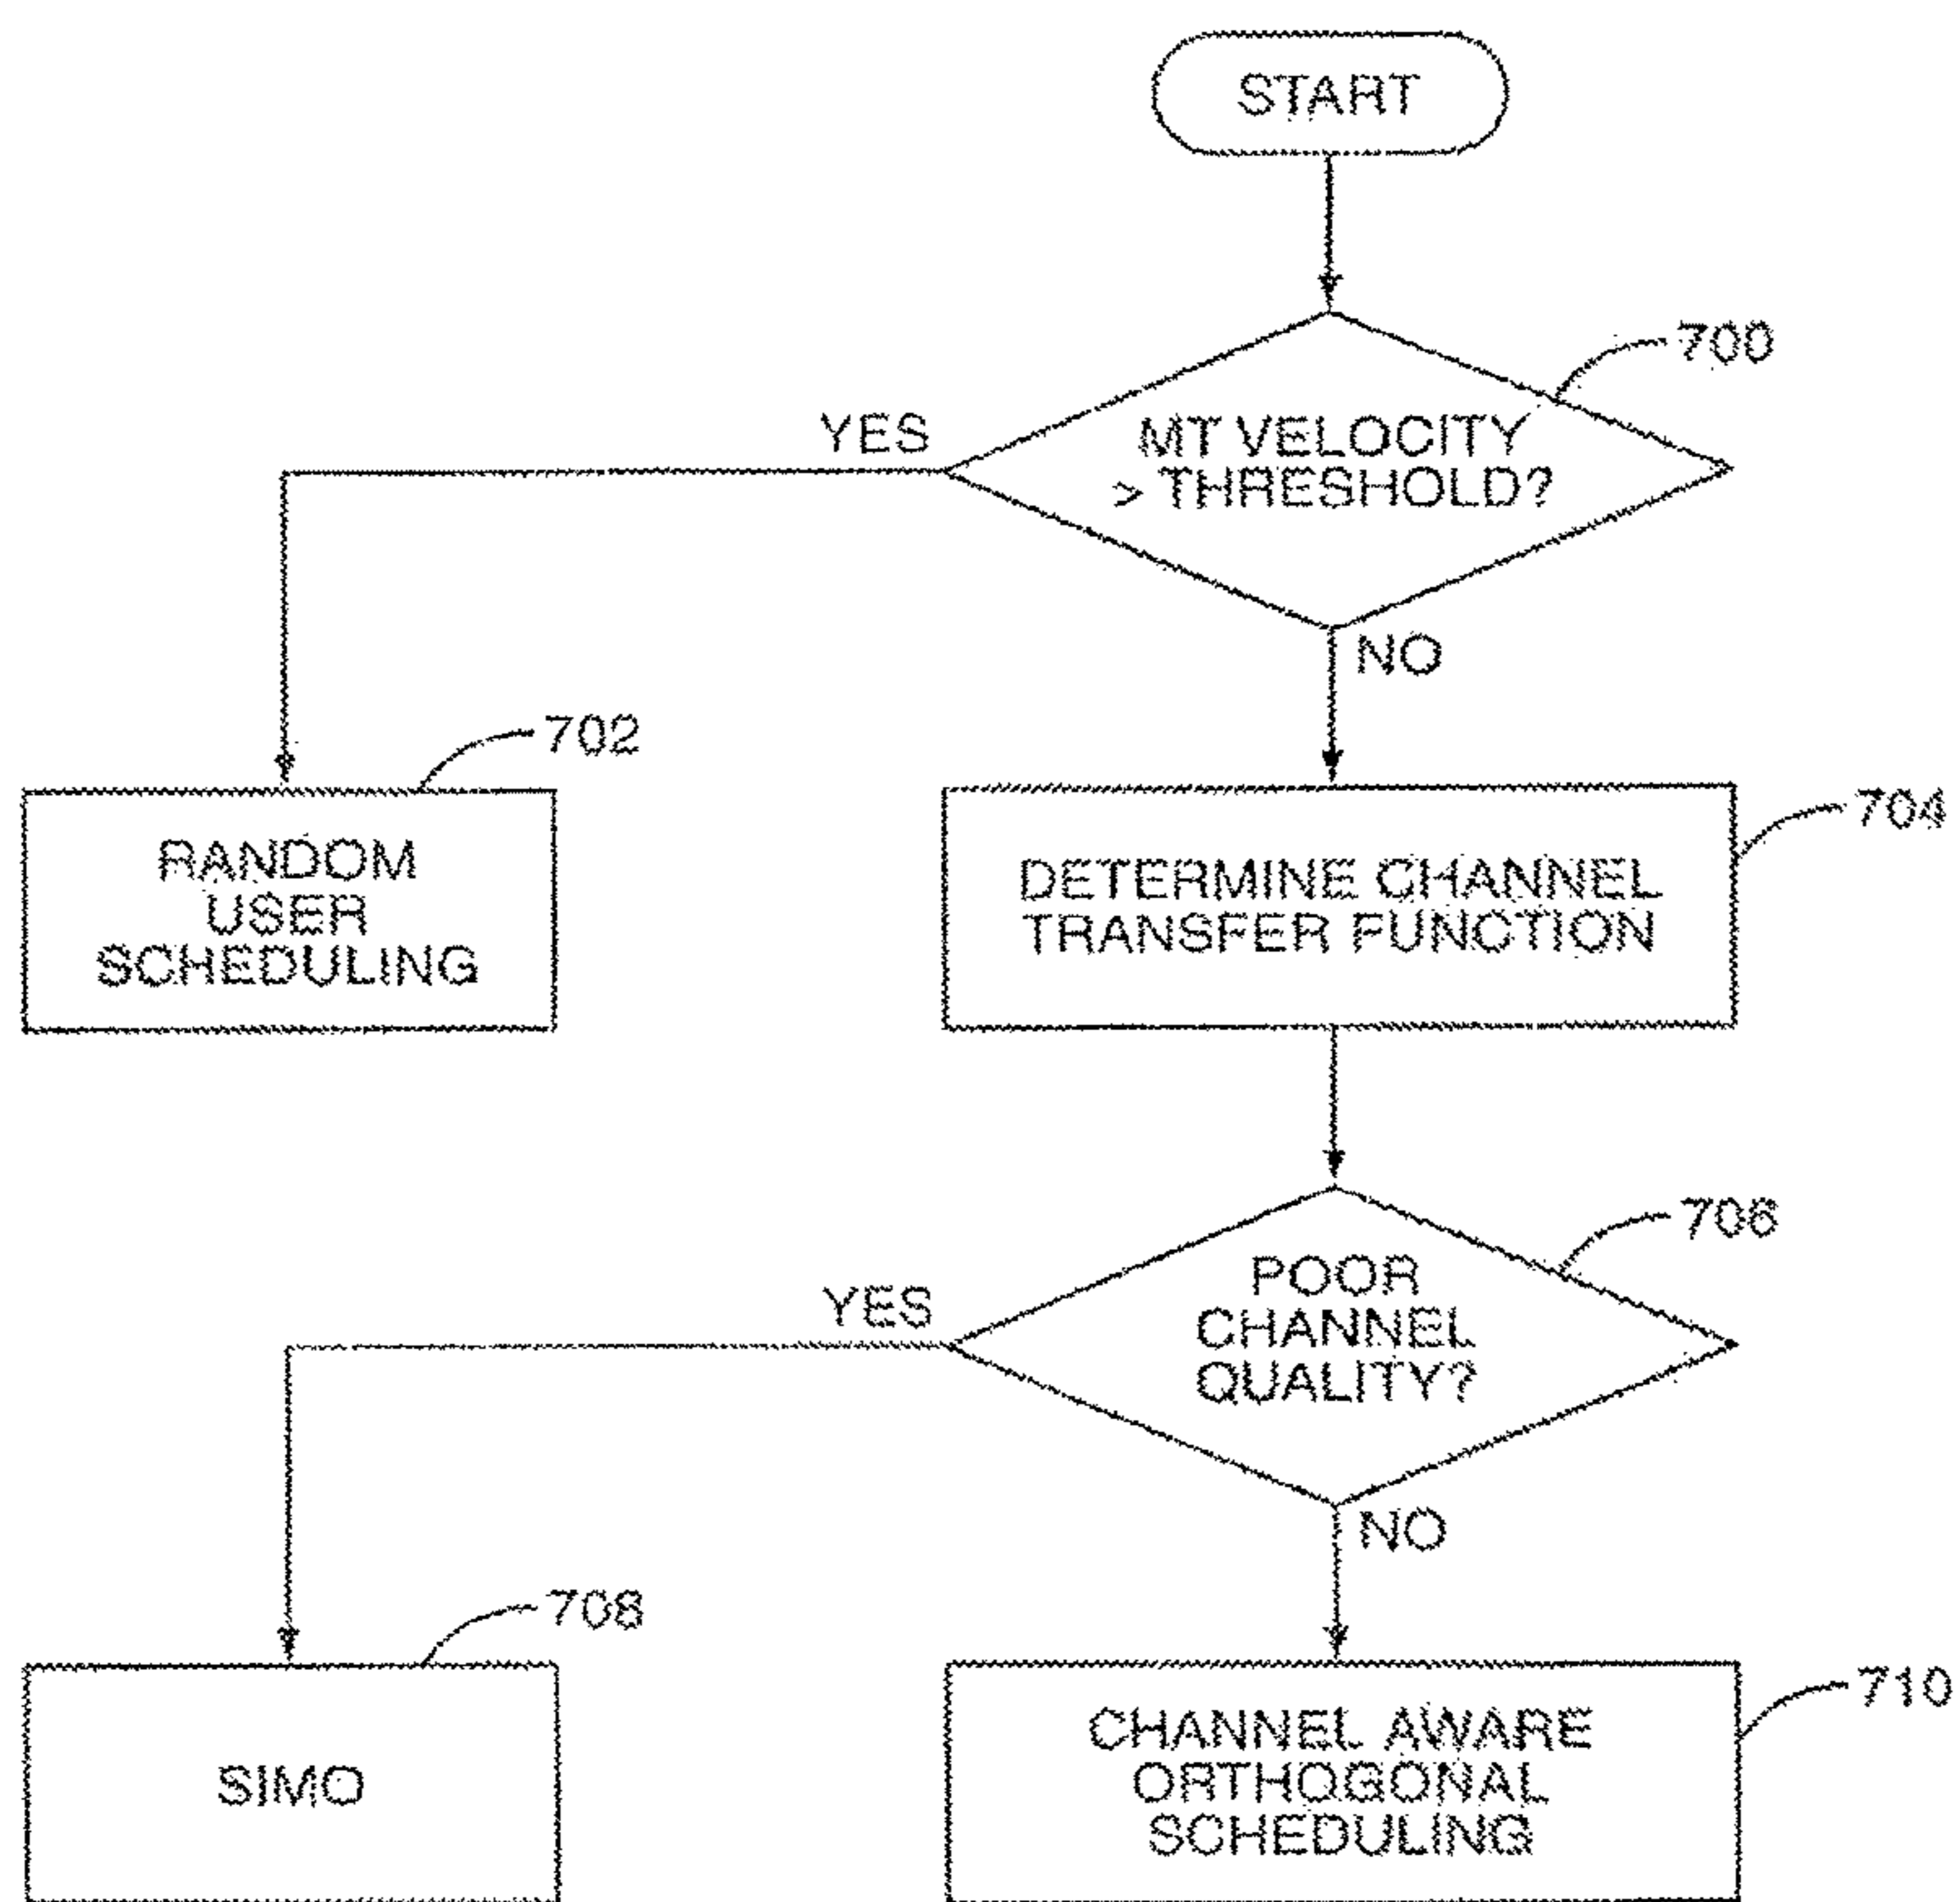 START
700
MT VELOCITY
> THRESHOLD?
YES
NO
702
RANDOM
USER
SCHEDULING
704
DETERMINE CHANNEL
TRANSFER FUNCTION
706
POOR
CHANNEL
QUALITY?
YES
NO
708
SIMO
710
CHANNEL AWARE
ORTHOGONAL
SCHEDULING